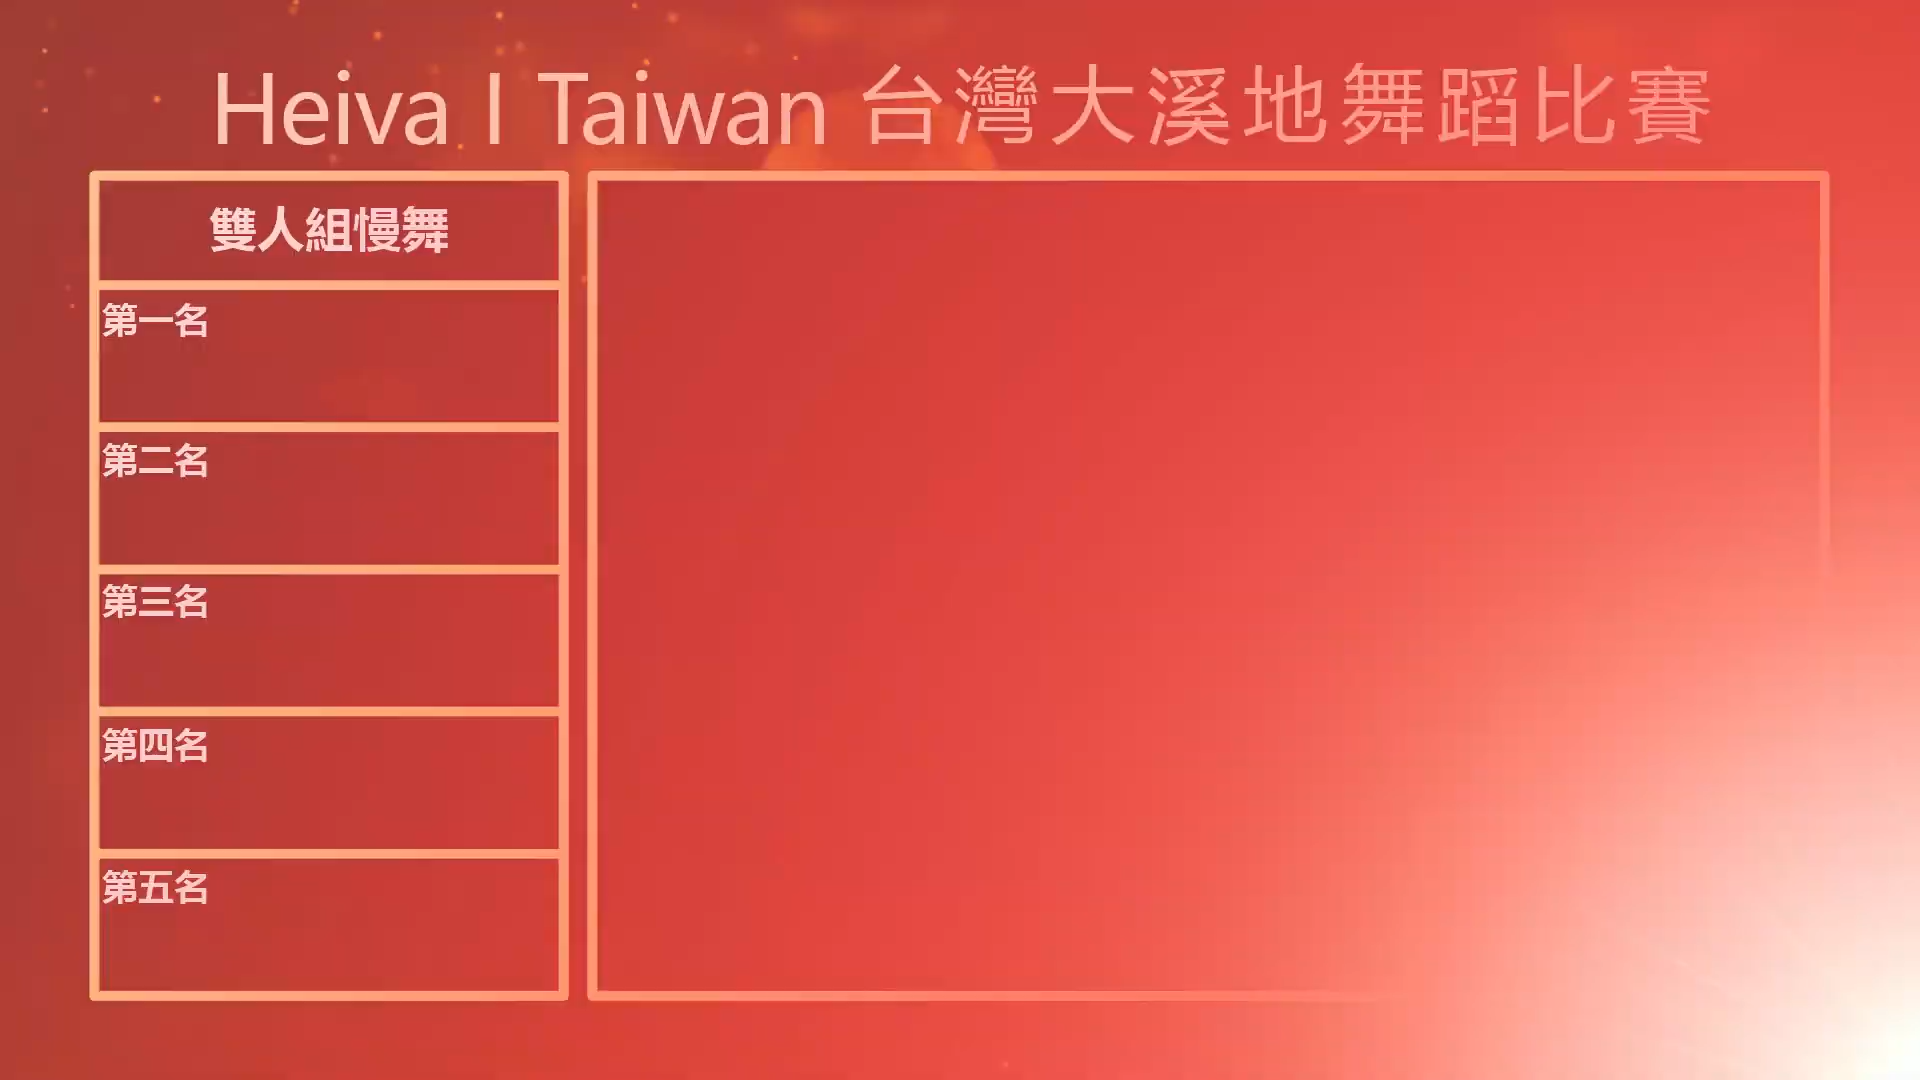 Heiva I Taiwan 台灣大溪地舞蹈比賽
雙人組慢舞
第一名
第二名
第三名
第四名
第五名